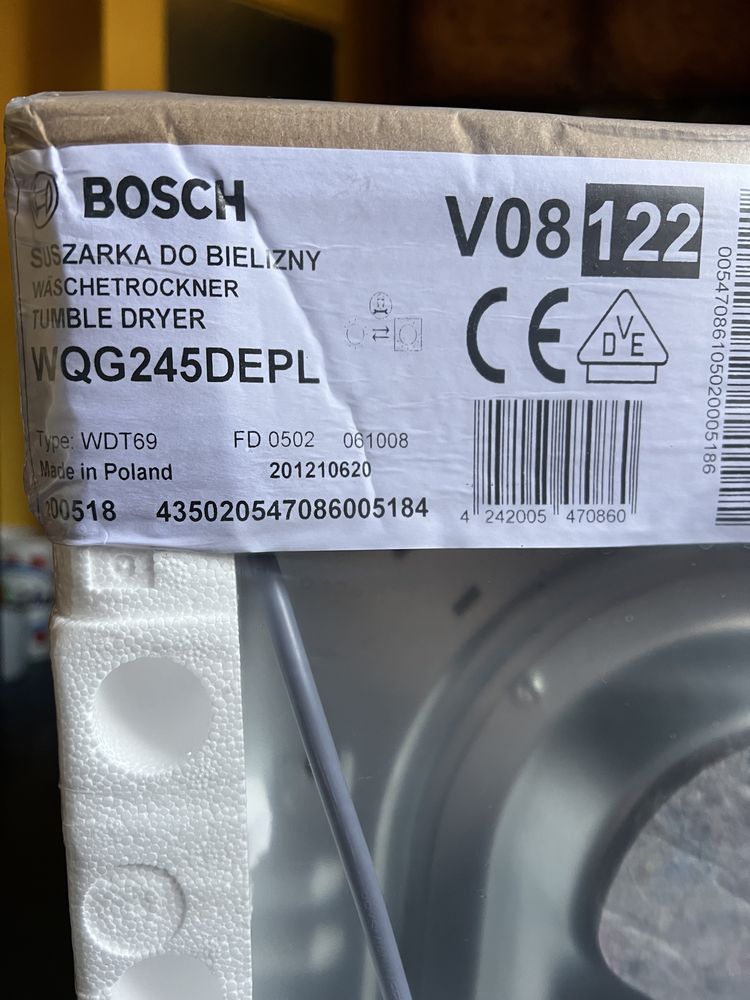 BOSCH
SUSZARKA DO BIELIZNY
WÄSCHETROCKNER
TUMBLE DRYER
WQG245DEPL
V08 122
CE
DVE
Type: WDT69 FD 0502 061008
Made in Poland 201210620
200518 435020547086005184
4 242005 470860
00547086105020005186